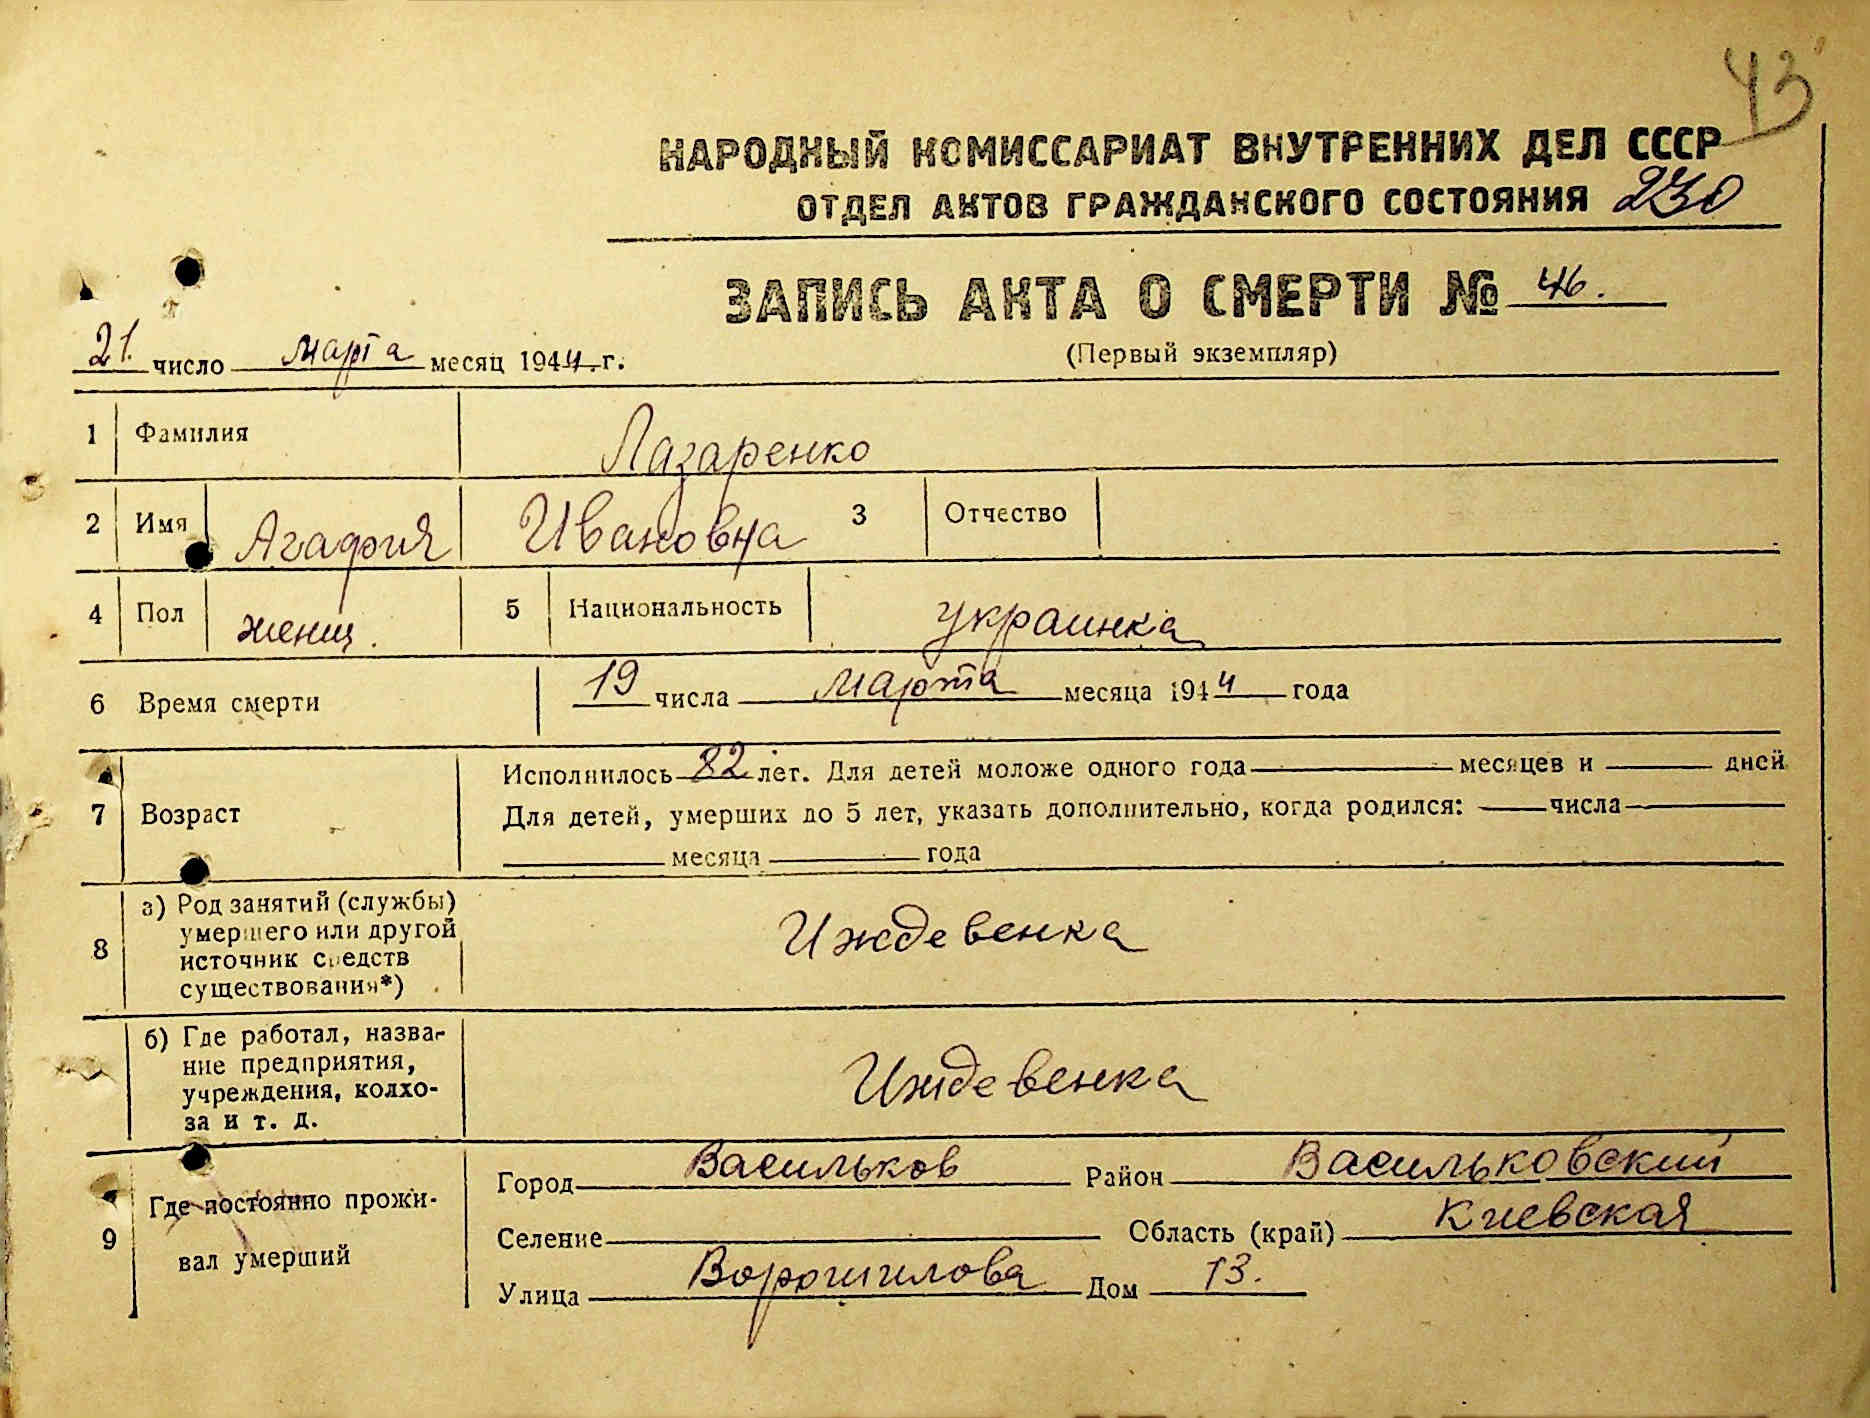 43
НАРОДНЫЙ КОМИССАРИАТ ВНУТРЕННИХ ДЕЛ СССР
ОТДЕЛ АКТОВ ГРАЖДАНСКОГО СОСТОЯНИЯ 230
ЗАПИСЬ АКТА О СМЕРТИ № 46.
21. число марта месяц 1944 г.
(Первый экземпляр)
1 Фамилия Лазаренко
2 Имя Агафия Ивановна 3 Отчество
4 Пол женщ. 5 Национальность украинка
6 Время смерти 19 числа марта месяца 1944 года
Исполнилось 82 лет. Для детей моложе одного года месяцев и дней
7 Возраст Для детей, умерших до 5 лет, указать дополнительно, когда родился: числа
месяца года
8 а) Род занятий (службы)
умершего или другой
источник средств
существования*)
Иждевенка
б) Где работал, назва-
ние предприятия,
учреждения, колхо-
за и т. д.
Иждевенка
9 Где постоянно прожи-
вал умерший
Город Васильков Район Васильковский
Селение Область (край) Киевская
Улица Ворошилова Дом 13.